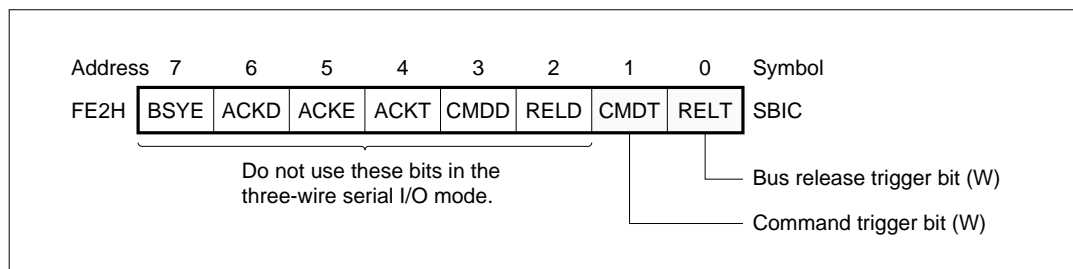 Address 7 6 5 4 3 2 1 0 Symbol
FE2H BSYE ACKD ACKE ACKT CMDD RELD CMDT RELT SBIC
Do not use these bits in the
three-wire serial I/O mode.
Bus release trigger bit (W)
Command trigger bit (W)